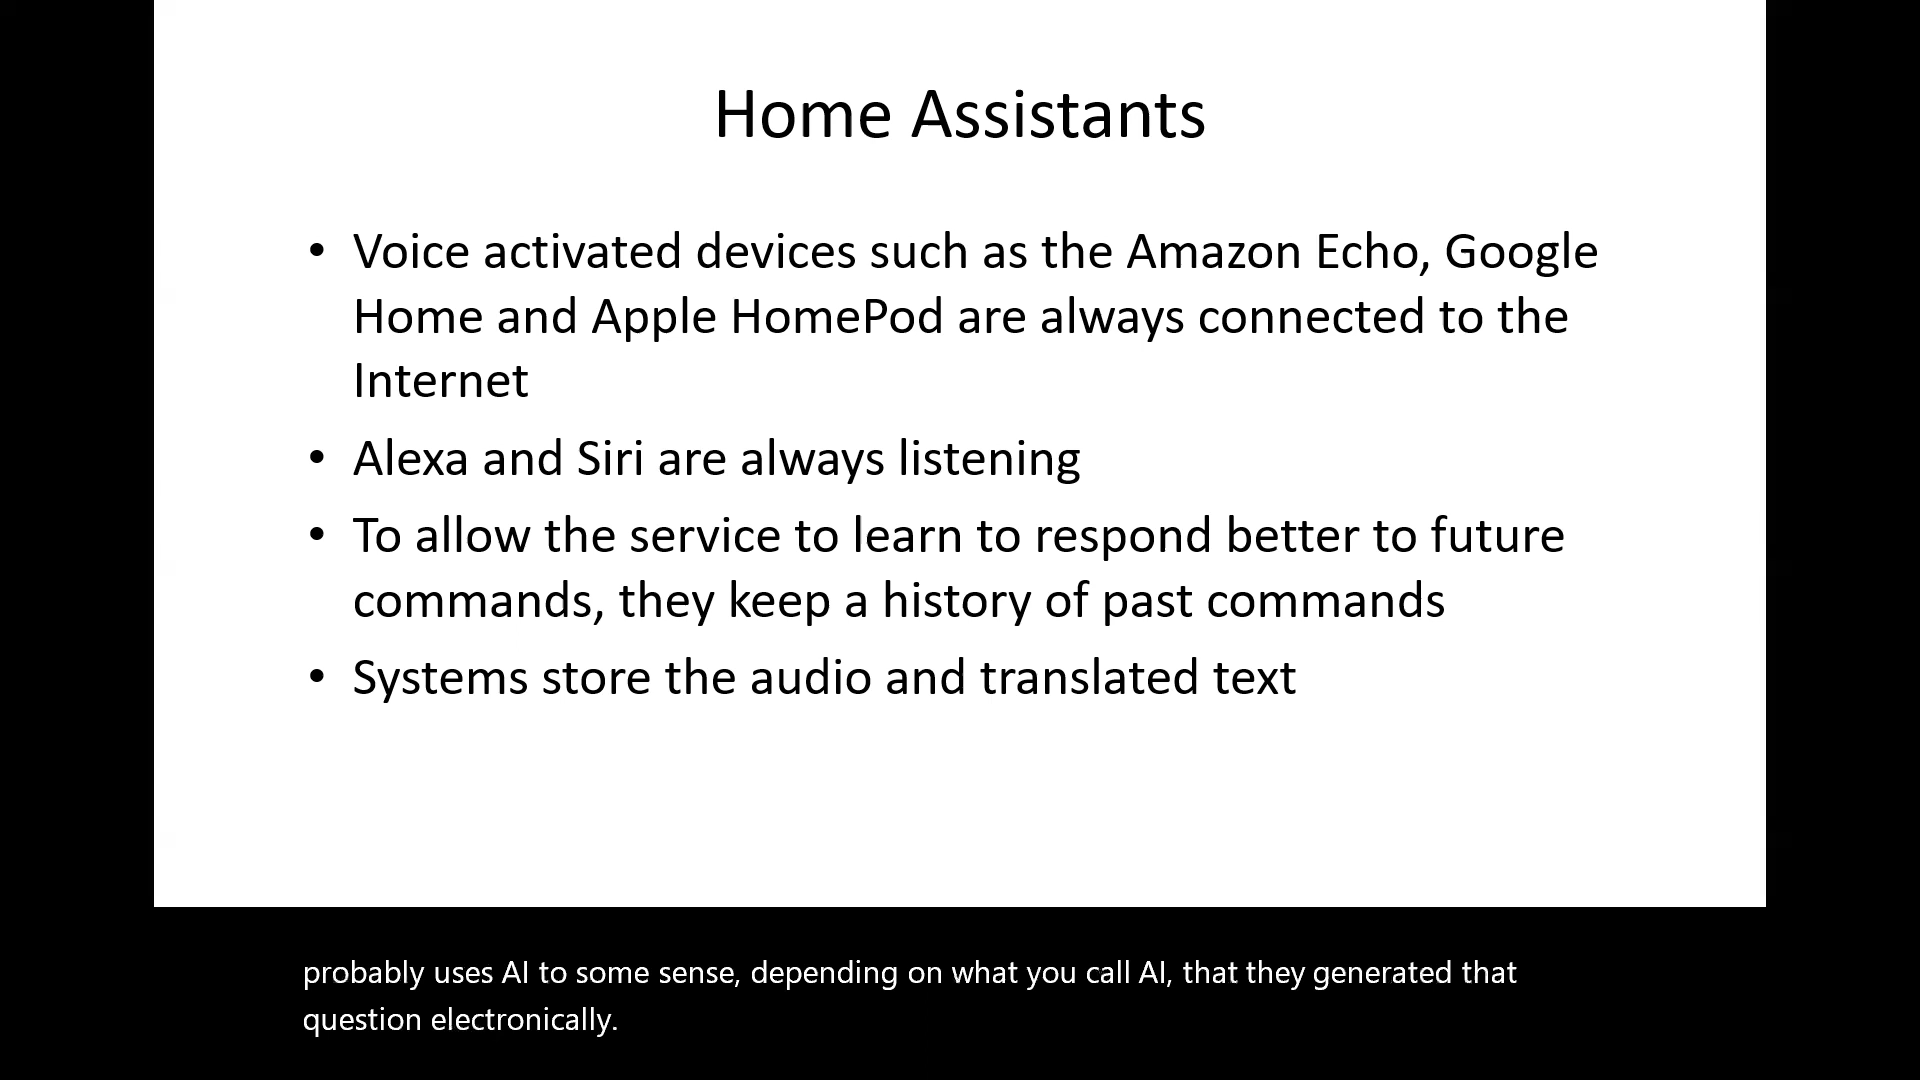 Home Assistants
• Voice activated devices such as the Amazon Echo, Google
Home and Apple HomePod are always connected to the
Internet
• Alexa and Siri are always listening
• To allow the service to learn to respond better to future
commands, they keep a history of past commands
• Systems store the audio and translated text
probably uses AI to some sense, depending on what you call AI, that they generated that
question electronically.